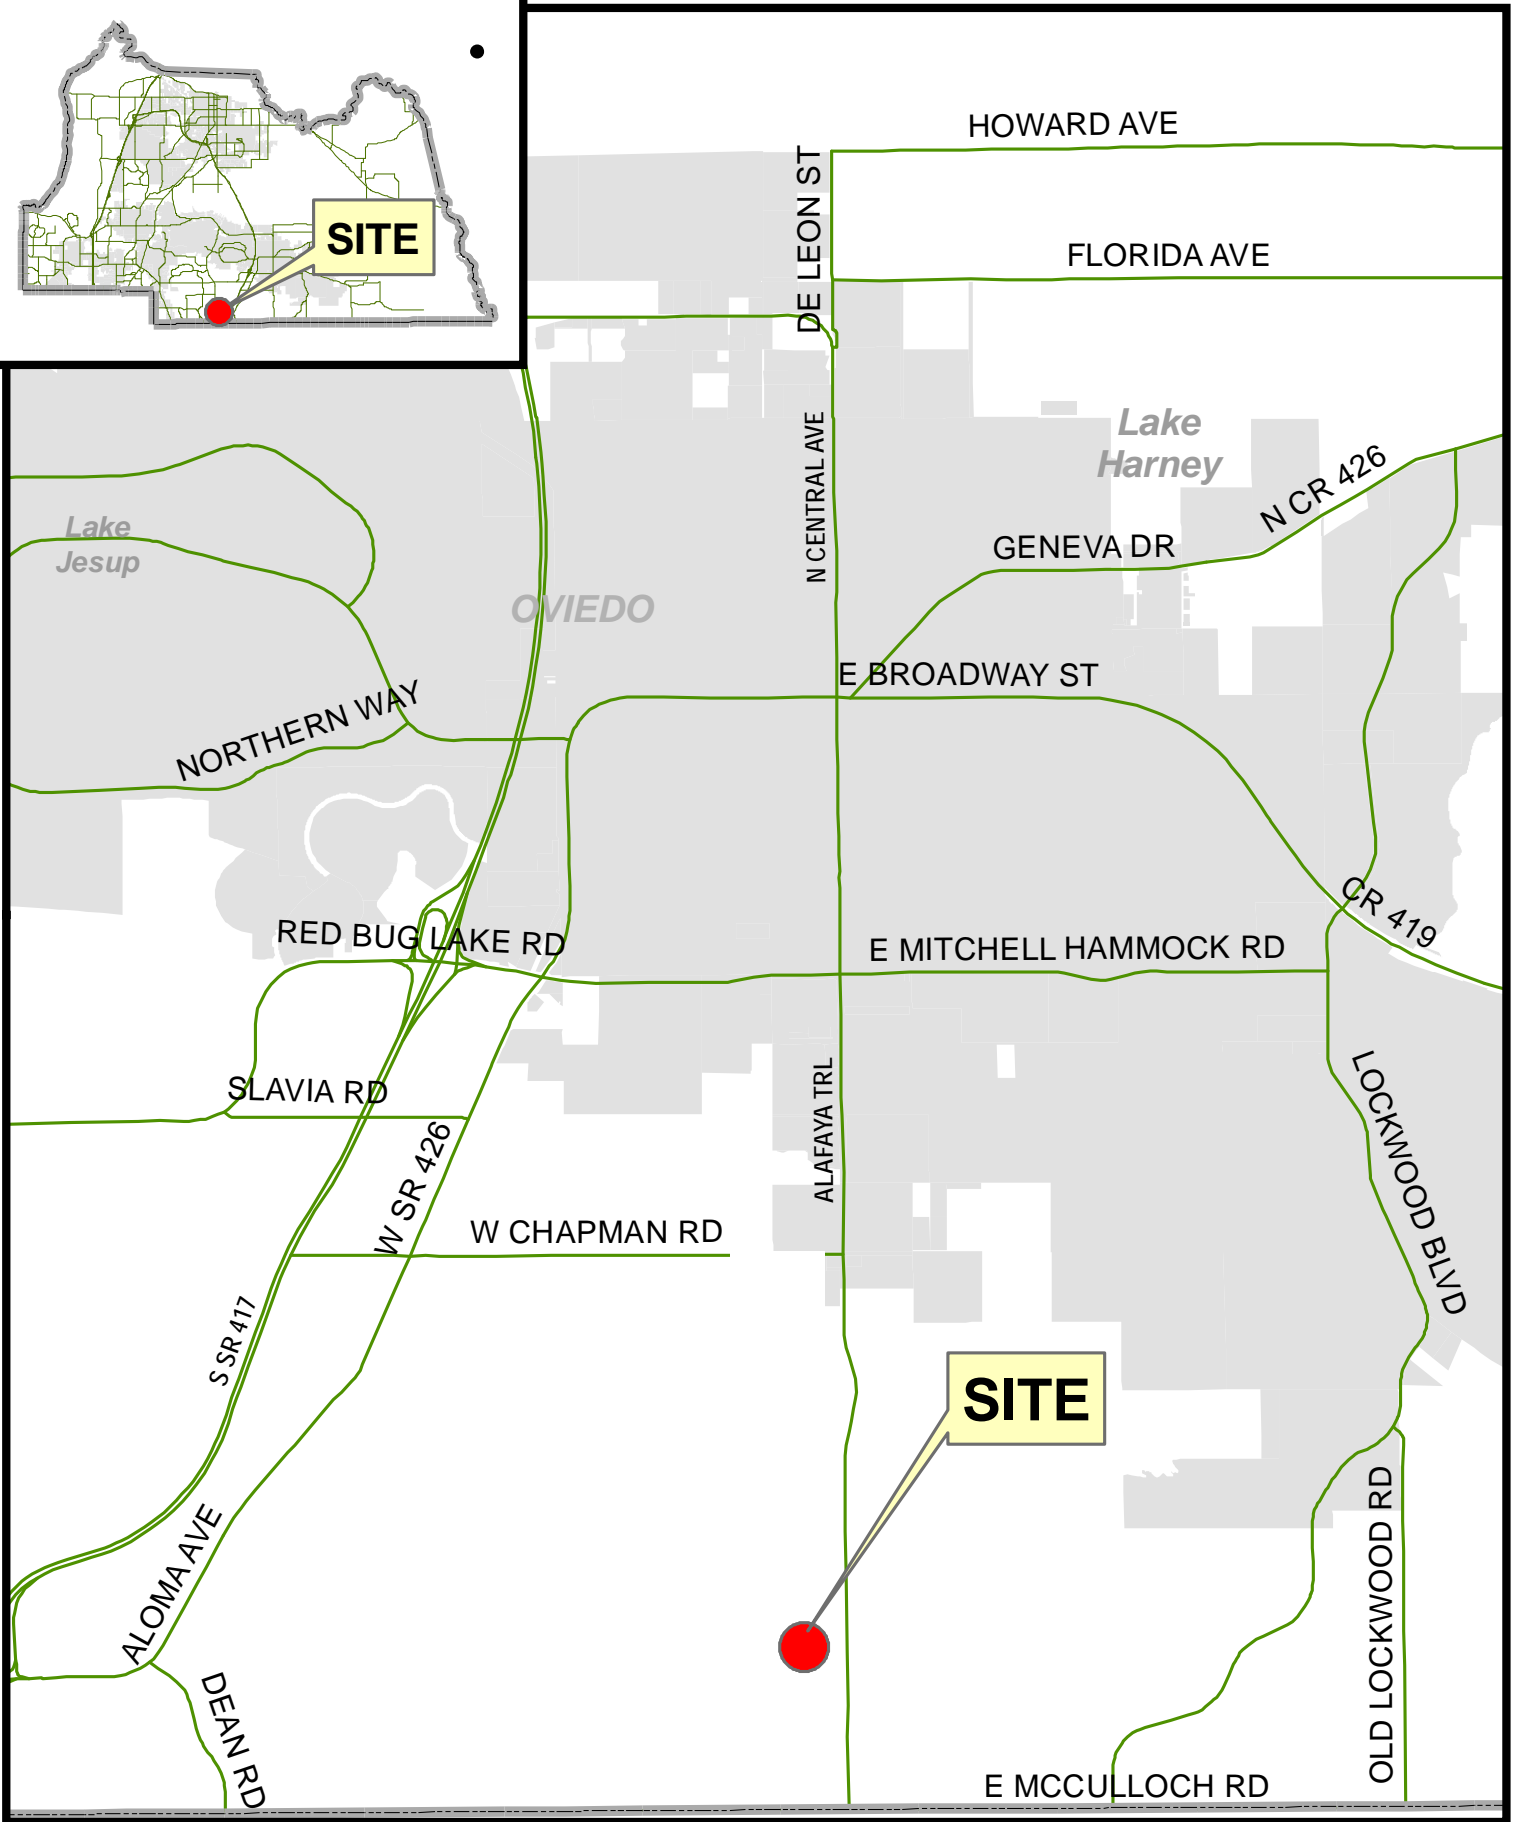 SITE
HOWARD AVE
DE LEON ST
FLORIDA AVE
Lake
Harney
N CENTRAL AVE
N CR 426
Lake
Jesup
GENEVA DR
OVIEDO
E BROADWAY ST
NORTHERN WAY
CR 419
RED BUG LAKE RD
E MITCHELL HAMMOCK RD
SLAVIA RD
ALAFAYA TRL
LOCKWOOD BLVD
W SR 426
W CHAPMAN RD
S SR 417
SITE
ALOMA AVE
OLD LOCKWOOD RD
DEAN RD
E MCCULLOCH RD